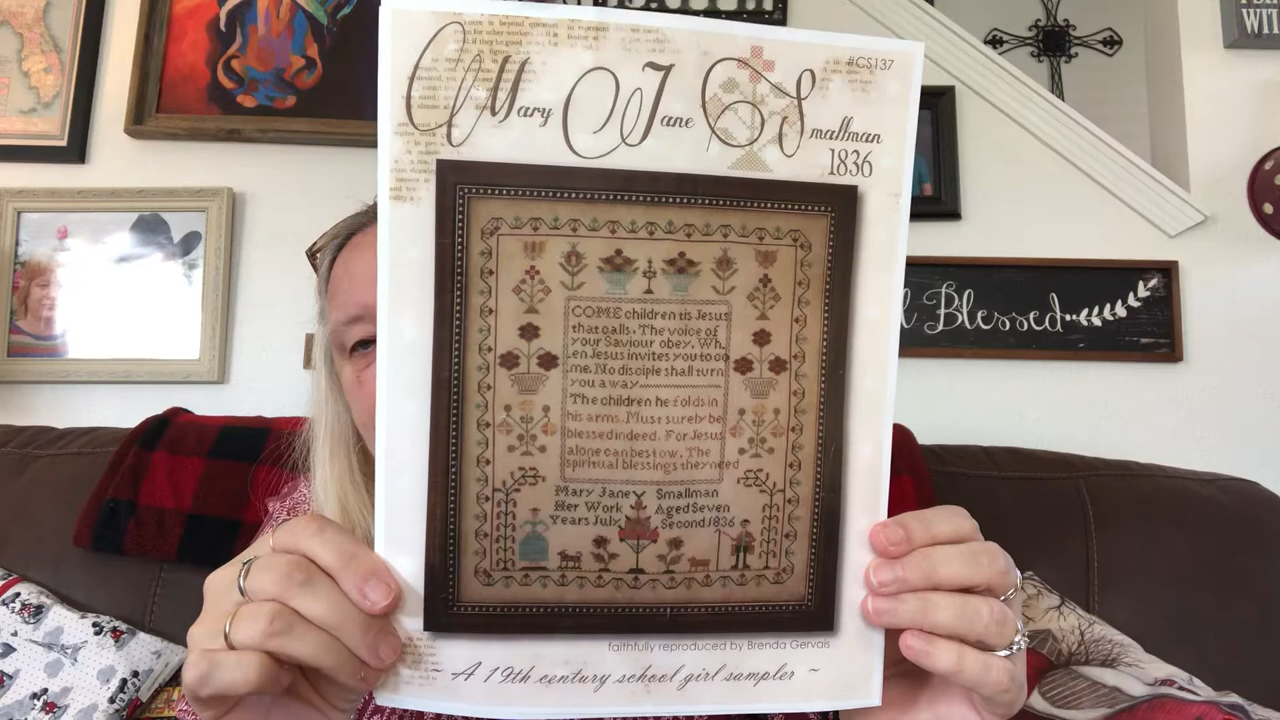 #CS137
Mary Jane Smallman
1836
COME children tis Jesus
that calls. The voice of
your Saviour obey. Wh
en Jesus invites you to co
me. No disciple shall turn
you away
The children he folds in
his arms. Must surely be
blessed indeed. For Jesus
alone can bestow. The
spiritual blessings they need
Mary Jane Smallman
Her Work Aged Seven
Years July Second 1836
faithfully reproduced by Brenda Gervais
~ A 19th century school girl sampler ~
Blessed
WIT